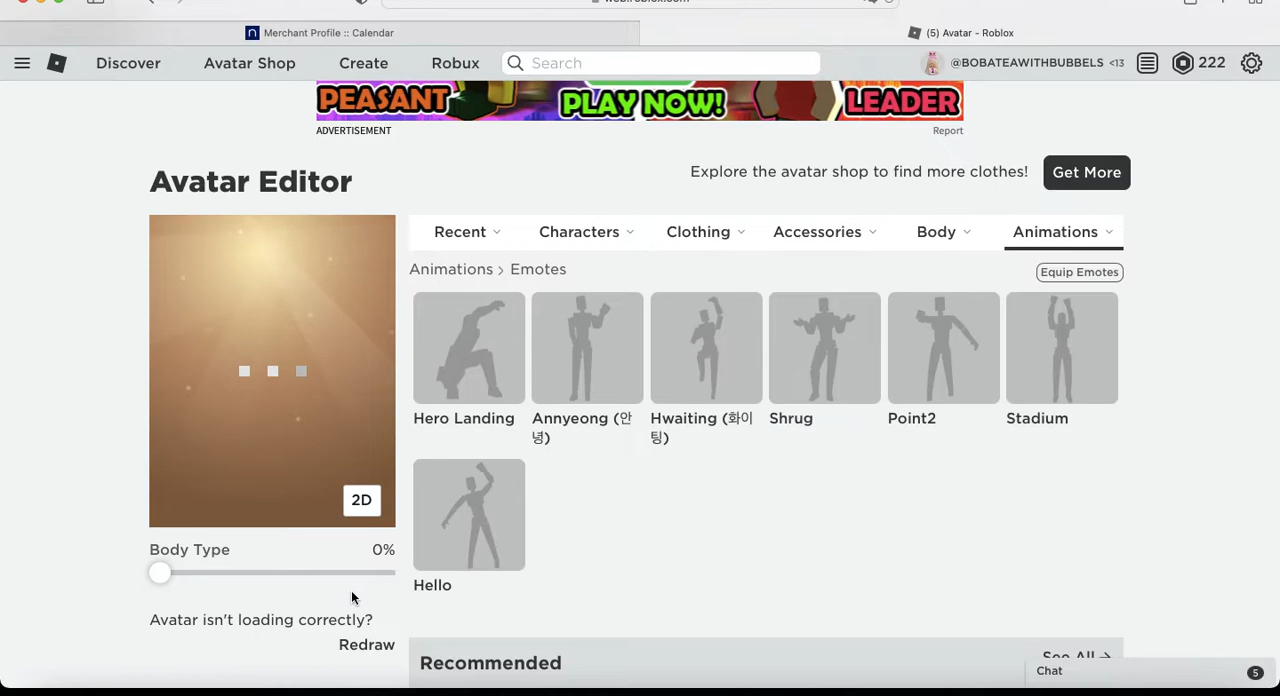 web.roblox.com
Merchant Profile :: Calendar
(5) Avatar - Roblox
Discover
Avatar Shop
Create
Robux
Search
@BOBATEAWITHBUBBELS <13
222
PEASANT
PLAY NOW!
LEADER
ADVERTISEMENT
Report
Avatar Editor
Explore the avatar shop to find more clothes!
Get More
Recent
Characters
Clothing
Accessories
Body
Animations
Animations > Emotes
Equip Emotes
Hero Landing
Annyeong (안
녕)
Hwaiting (화이
팅)
Shrug
Point2
Stadium
Hello
2D
Body Type
0%
Avatar isn't loading correctly?
Redraw
Recommended
See All →
Chat
5